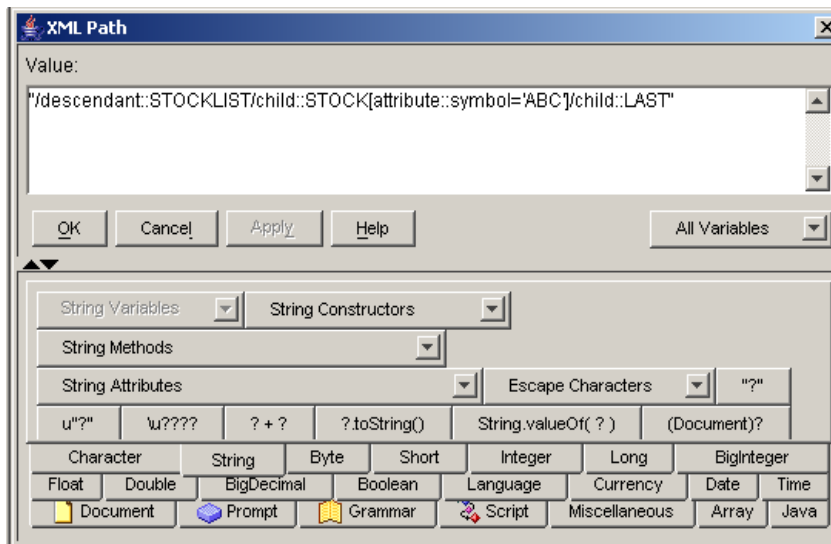 XML Path
Value:
"/descendant::STOCKLIST/child::STOCK[attribute::symbol='ABC']/child::LAST"
OK Cancel Apply Help All Variables
String Variables String Constructors
String Methods
String Attributes Escape Characters "?"
u"?" \u???? ? + ? ?.toString() String.valueOf( ? ) (Document)?
Character String Byte Short Integer Long BigInteger
Float Double BigDecimal Boolean Language Currency Date Time
Document Prompt Grammar Script Miscellaneous Array Java